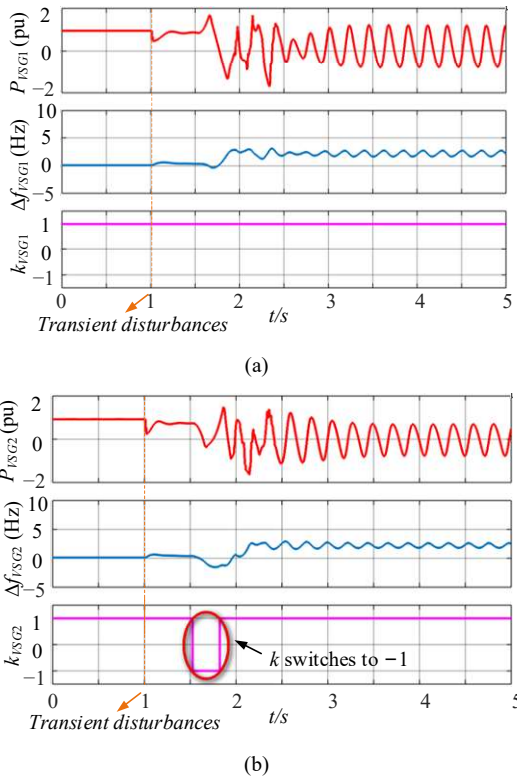 2
0
−2
P_VSG1 (pu)
10
5
0
−5
Δf_VSG1 (Hz)
1
0
−1
k_VSG1
0 1 2 3 4 5
t/s
Transient disturbances
(a)
2
0
−2
P_VSG2 (pu)
10
5
0
−5
Δf_VSG2 (Hz)
1
0
−1
k_VSG2
k switches to −1
0 1 2 3 4 5
t/s
Transient disturbances
(b)